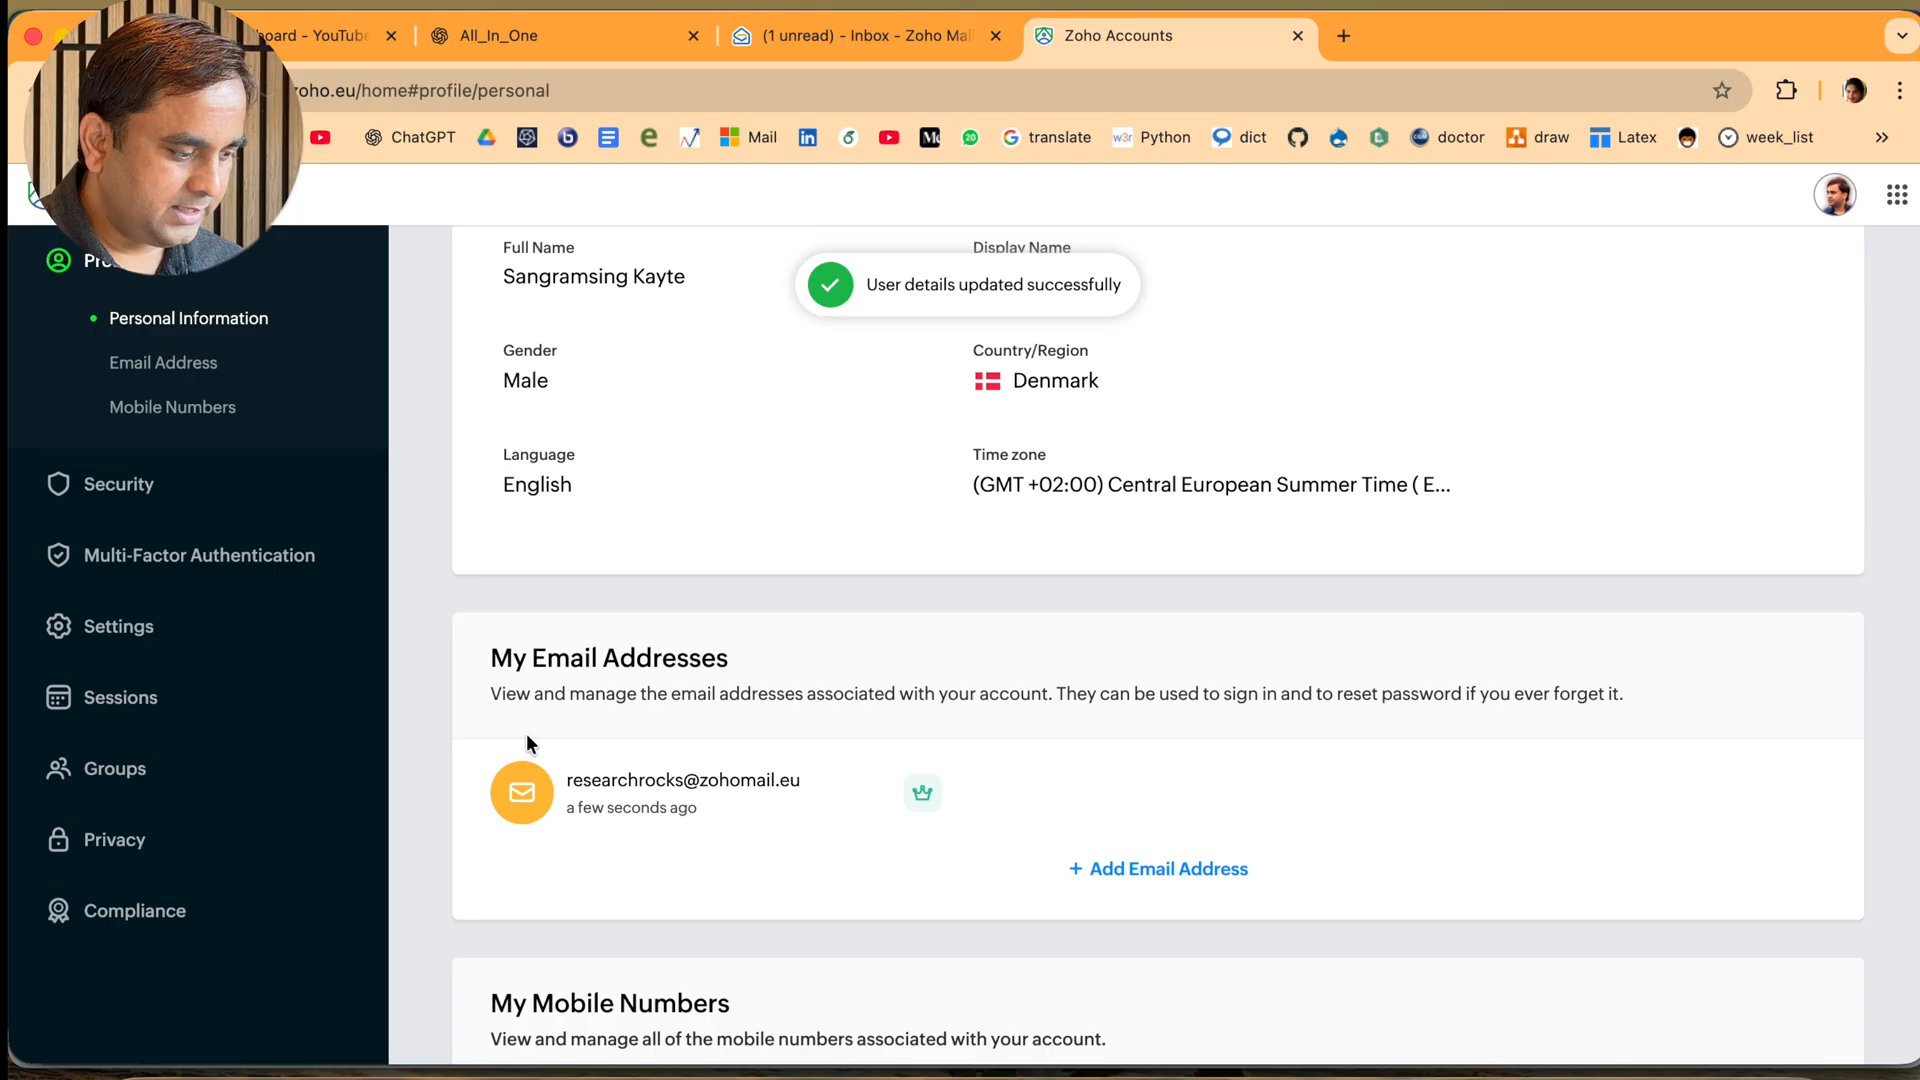 board - YouTube
All_In_One
(1 unread) - Inbox - Zoho Mail
Zoho Accounts
zoho.eu/home#profile/personal
ChatGPT
Mail
20
translate
Python
dict
doctor
draw
Latex
week_list
Full Name
Display Name
Sangramsing Kayte
User details updated successfully
Gender
Country/Region
Male
Denmark
Language
Time zone
English
(GMT +02:00) Central European Summer Time ( E...
Personal Information
Email Address
Mobile Numbers
Security
Multi-Factor Authentication
Settings
Sessions
Groups
Privacy
Compliance
My Email Addresses
View and manage the email addresses associated with your account. They can be used to sign in and to reset password if you ever forget it.
researchrocks@zohomail.eu
a few seconds ago
+ Add Email Address
My Mobile Numbers
View and manage all of the mobile numbers associated with your account.